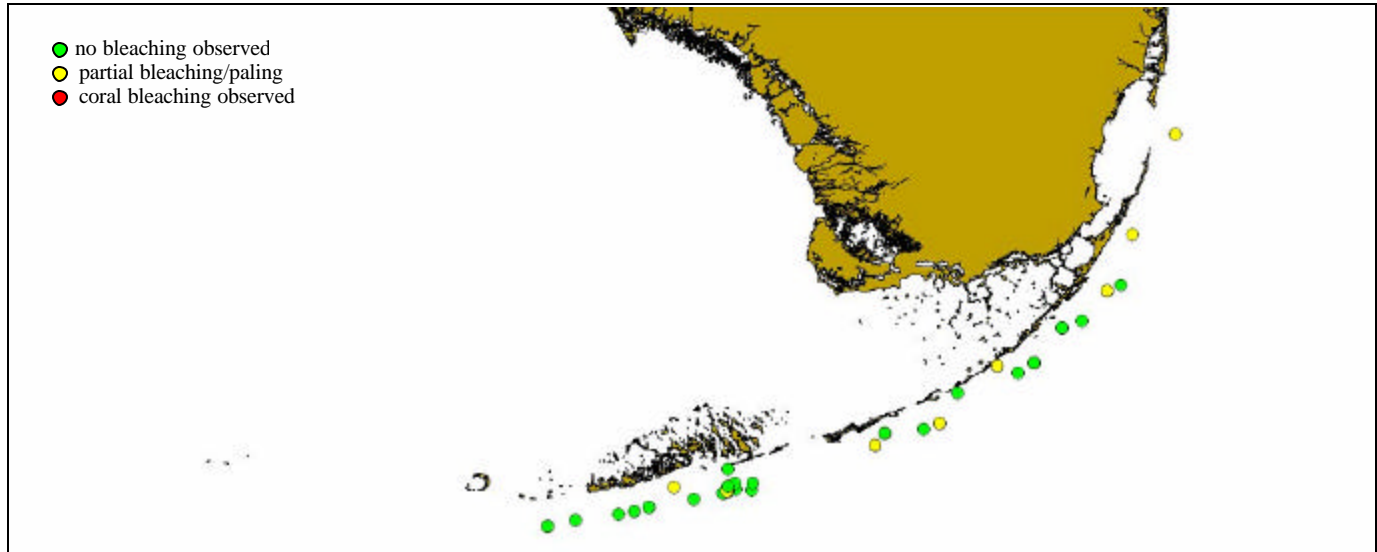 no bleaching observed
partial bleaching/paling
coral bleaching observed